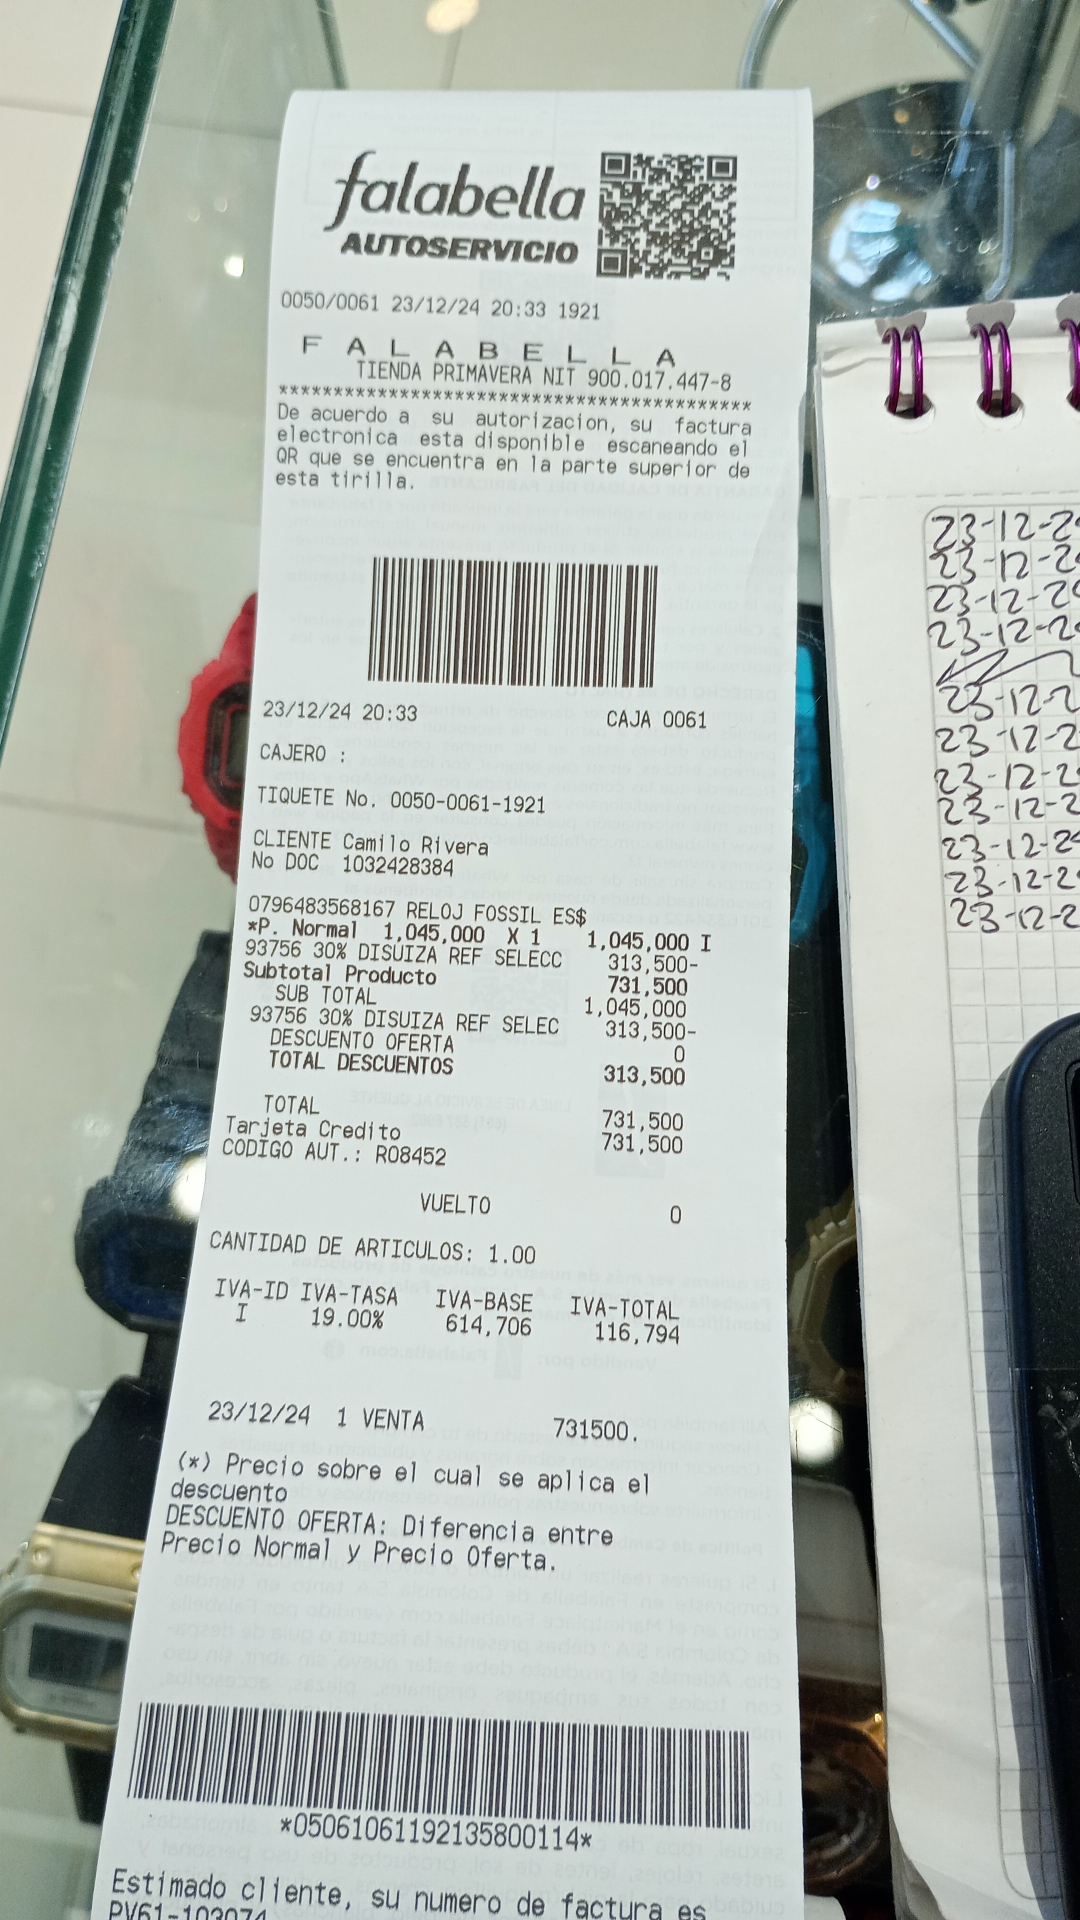 falabella
AUTOSERVICIO
0050/0061 23/12/24 20:33 1921
F A L A B E L L A
TIENDA PRIMAVERA NIT 900.017.447-8
*******************************************
De acuerdo a su autorizacion, su factura
electronica esta disponible escaneando el
QR que se encuentra en la parte superior de
esta tirilla.
23/12/24 20:33 CAJA 0061
CAJERO :
TIQUETE No. 0050-0061-1921
CLIENTE Camilo Rivera
No DOC 1032428384
0796483568167 RELOJ FOSSIL ES$
*P. Normal 1,045,000 X 1 1,045,000 I
93756 30% DISUIZA REF SELECC 313,500-
Subtotal Producto 731,500
SUB TOTAL 1,045,000
93756 30% DISUIZA REF SELEC 313,500-
DESCUENTO OFERTA 0
TOTAL DESCUENTOS 313,500
TOTAL 731,500
Tarjeta Credito 731,500
CODIGO AUT.: R08452
VUELTO 0
CANTIDAD DE ARTICULOS: 1.00
IVA-ID IVA-TASA IVA-BASE IVA-TOTAL
I 19.00% 614,706 116,794
23/12/24 1 VENTA 731500.
(*) Precio sobre el cual se aplica el
descuento
DESCUENTO OFERTA: Diferencia entre
Precio Normal y Precio Oferta.
*050610611921358001​14*
Estimado cliente, su numero de factura es
PV61-103074
23-12-2
23-12-2
23-12-2
23-12-2
23-12-2
23-12-2
23-12-2
23-12-2
23-12-2
23-12-2
23-12-2